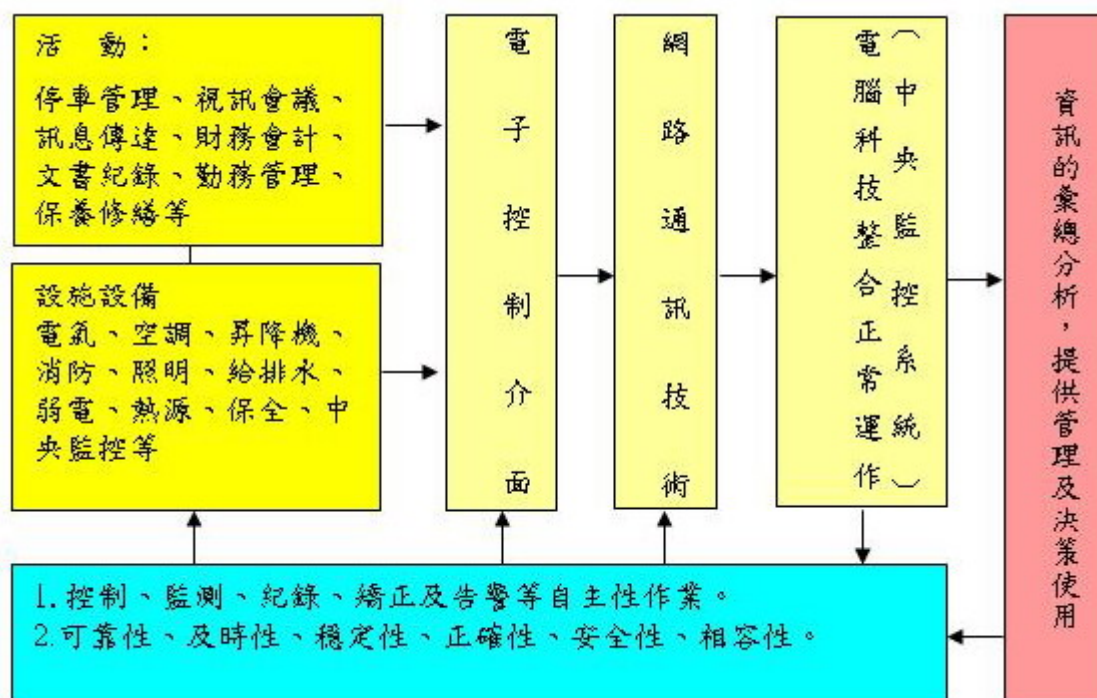 活　動：
停車管理、視訊會議、
訊息傳達、財務會計、
文書紀錄、勤務管理、
保養修繕等
設施設備
電氣、空調、昇降機、
消防、照明、給排水、
弱電、熱源、保全、中
央監控等
電子控制介面
網路通訊技術
（中央監控系統）
電腦科技整合正常運作
資訊的彙總分析，提供管理及決策使用
1.控制、監測、紀錄、矯正及告警等自主性作業。
2.可靠性、及時性、穩定性、正確性、安全性、相容性。